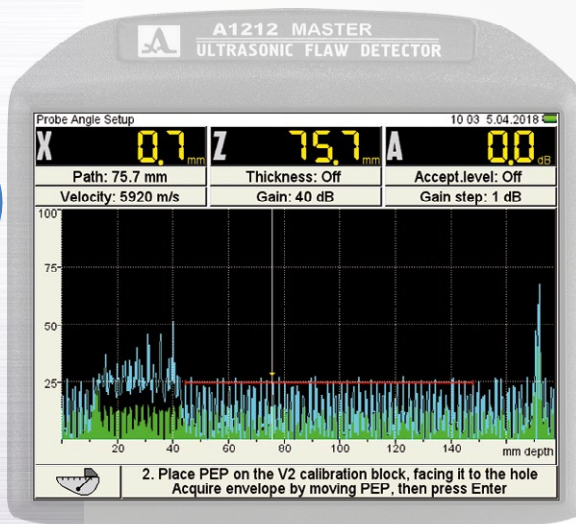 A1212 MASTER
ULTRASONIC FLAW DETECTOR
Probe Angle Setup 10 03 5.04.2018
X 0.7 mm Z 75.7 mm A 0.0 dB
Path: 75.7 mm Thickness: Off Accept.level: Off
Velocity: 5920 m/s Gain: 40 dB Gain step: 1 dB
100
75
50
25
20 40 60 80 100 120 140 mm depth
2. Place PEP on the V2 calibration block, facing it to the hole
Acquire envelope by moving PEP, then press Enter